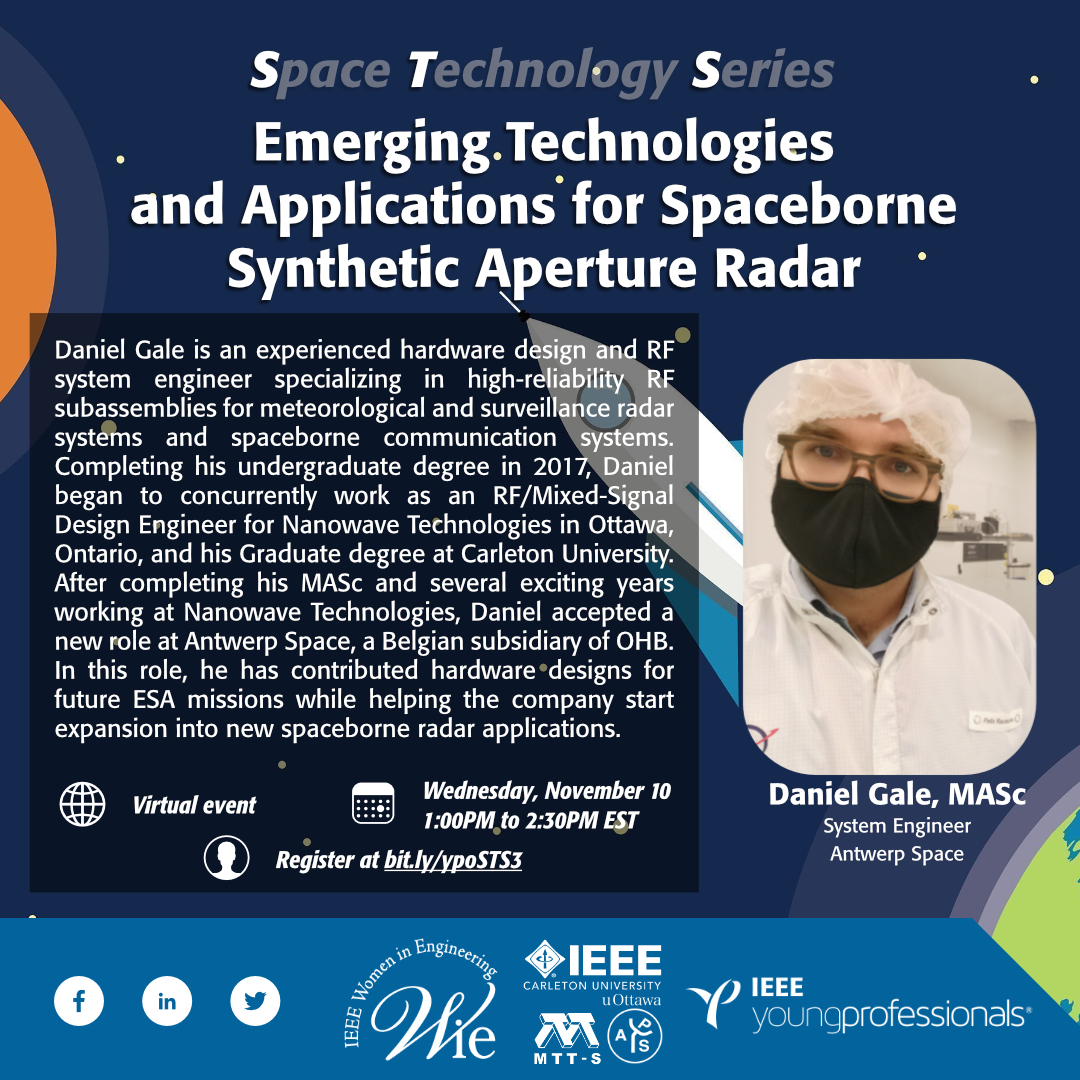 Space Technology Series
Emerging Technologies
and Applications for Spaceborne
Synthetic Aperture Radar
Daniel Gale is an experienced hardware design and RF
system engineer specializing in high-reliability RF
subassemblies for meteorological and surveillance radar
systems and spaceborne communication systems.
Completing his undergraduate degree in 2017, Daniel
began to concurrently work as an RF/Mixed-Signal
Design Engineer for Nanowave Technologies in Ottawa,
Ontario, and his Graduate degree at Carleton University.
After completing his MASc and several exciting years
working at Nanowave Technologies, Daniel accepted a
new role at Antwerp Space, a Belgian subsidiary of OHB.
In this role, he has contributed hardware designs for
future ESA missions while helping the company start
expansion into new spaceborne radar applications.
Virtual event
Wednesday, November 10
1:00PM to 2:30PM EST
Register at bit.ly/ypoSTS3
Daniel Gale, MASc
System Engineer
Antwerp Space
f
in
IEEE Women in Engineering
Wie
IEEE
CARLETON UNIVERSITY
uOttawa
MTT-S
APS
IEEE
youngprofessionals®